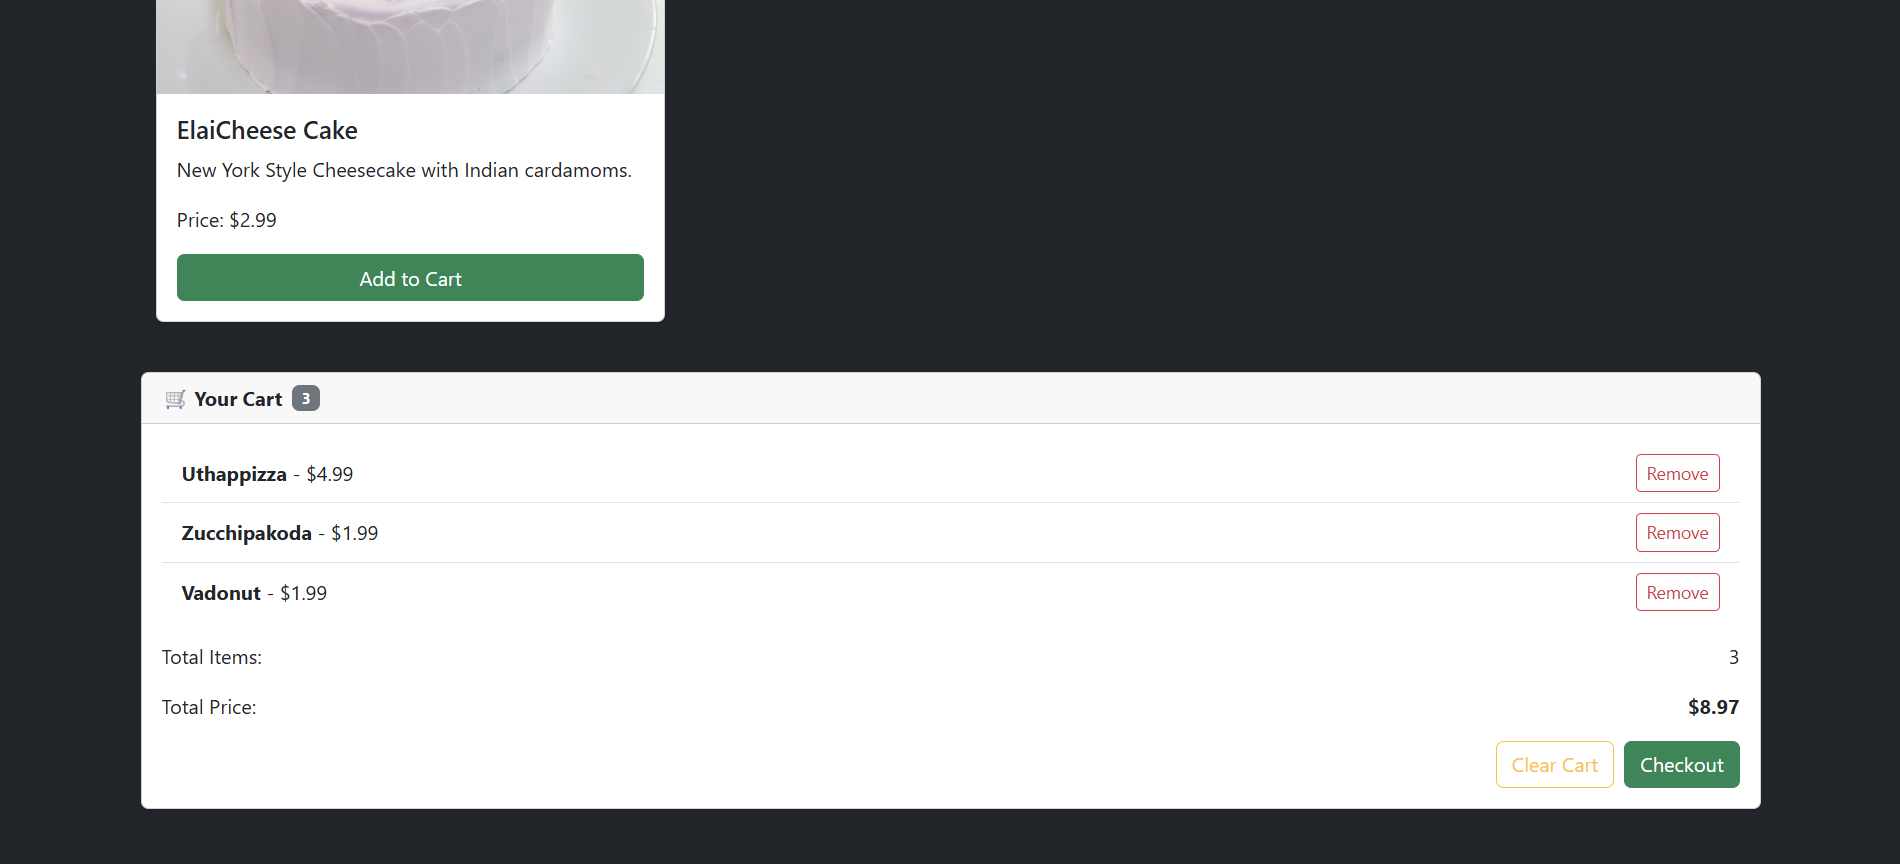 ElaiCheese Cake
New York Style Cheesecake with Indian cardamoms.
Price: $2.99
Add to Cart
🛒 Your Cart 3
Uthappizza - $4.99 Remove
Zucchipakoda - $1.99 Remove
Vadonut - $1.99 Remove
Total Items: 3
Total Price: $8.97
Clear Cart Checkout